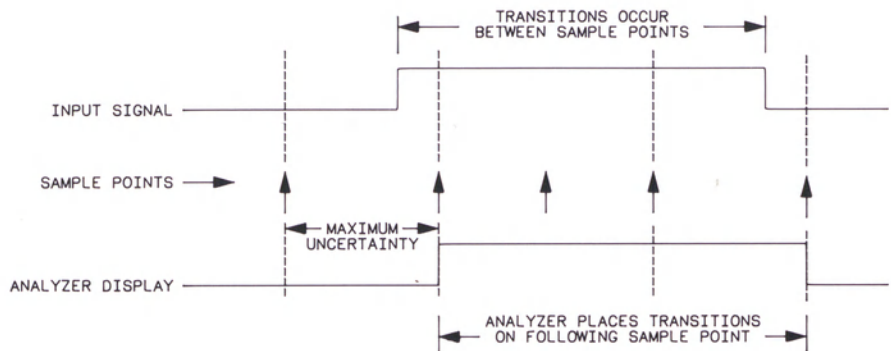 TRANSITIONS OCCUR
BETWEEN SAMPLE POINTS
INPUT SIGNAL
SAMPLE POINTS
MAXIMUM
UNCERTAINTY
ANALYZER DISPLAY
ANALYZER PLACES TRANSITIONS
ON FOLLOWING SAMPLE POINT